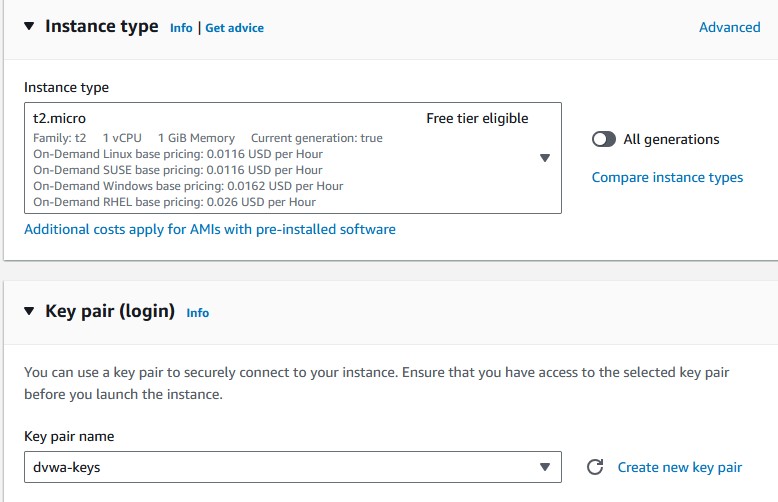 Instance type Info | Get advice Advanced
Instance type
t2.micro Free tier eligible
Family: t2 1 vCPU 1 GiB Memory Current generation: true
On-Demand Linux base pricing: 0.0116 USD per Hour
On-Demand SUSE base pricing: 0.0116 USD per Hour
On-Demand Windows base pricing: 0.0162 USD per Hour
On-Demand RHEL base pricing: 0.026 USD per Hour
All generations
Compare instance types
Additional costs apply for AMIs with pre-installed software
Key pair (login) Info
You can use a key pair to securely connect to your instance. Ensure that you have access to the selected key pair
before you launch the instance.
Key pair name
dvwa-keys
Create new key pair